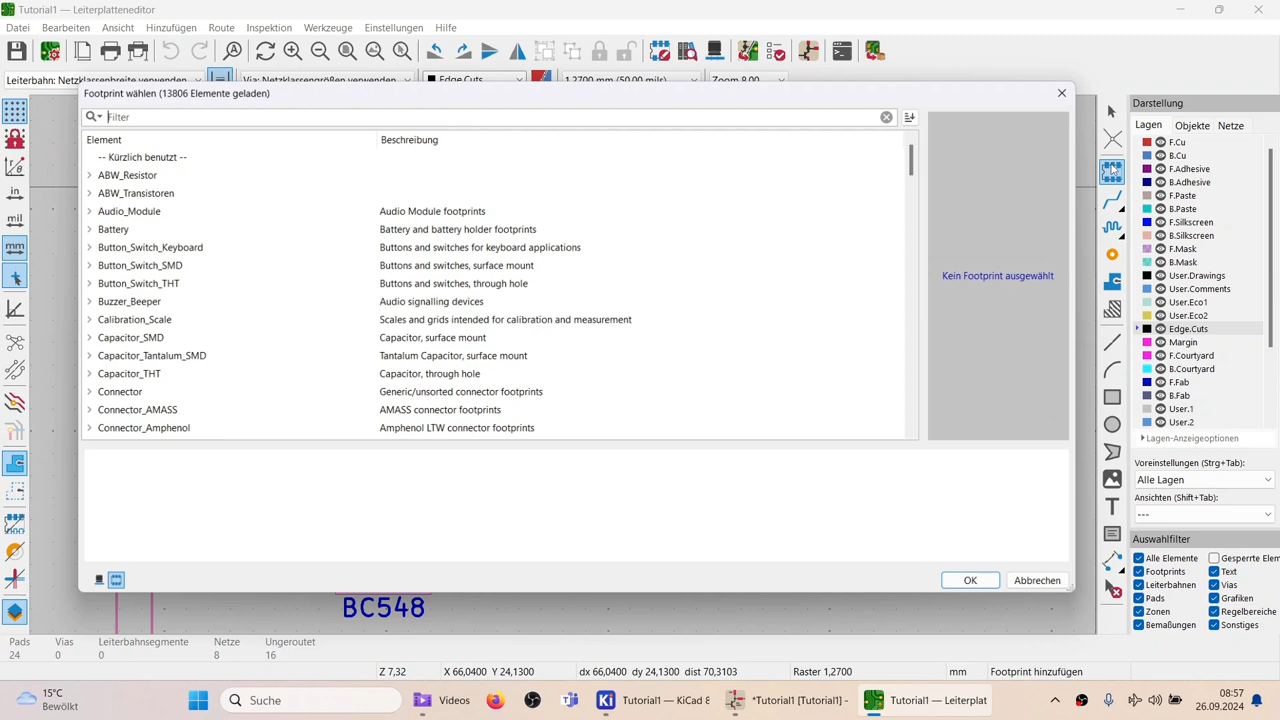 Tutorial1 — Leiterplatteneditor
Datei Bearbeiten Ansicht Hinzufügen Route Inspektion Werkzeuge Einstellungen Hilfe
Leiterbahn: Netzklassenbreite verwenden Via: Netzklassengrößen verwenden Edge.Cuts 1,2700 mm (50,00 mils) Zoom 8,00
Footprint wählen (13806 Elemente geladen)
Filter
Element Beschreibung
-- Kürzlich benutzt --
ABW_Resistor
ABW_Transistoren
Audio_Module Audio Module footprints
Battery Battery and battery holder footprints
Button_Switch_Keyboard Buttons and switches for keyboard applications
Button_Switch_SMD Buttons and switches, surface mount
Button_Switch_THT Buttons and switches, through hole
Buzzer_Beeper Audio signalling devices
Calibration_Scale Scales and grids intended for calibration and measurement
Capacitor_SMD Capacitor, surface mount
Capacitor_Tantalum_SMD Tantalum Capacitor, surface mount
Capacitor_THT Capacitor, through hole
Connector Generic/unsorted connector footprints
Connector_AMASS AMASS connector footprints
Connector_Amphenol Amphenol LTW connector footprints
Kein Footprint ausgewählt
OK Abbrechen
in
mil
mm
BC548
Darstellung
Lagen Objekte Netze
F.Cu
B.Cu
F.Adhesive
B.Adhesive
F.Paste
B.Paste
F.Silkscreen
B.Silkscreen
F.Mask
B.Mask
User.Drawings
User.Comments
User.Eco1
User.Eco2
Edge.Cuts
Margin
F.Courtyard
B.Courtyard
F.Fab
B.Fab
User.1
User.2
Lagen-Anzeigeoptionen
Voreinstellungen (Strg+Tab):
Alle Lagen
Ansichten (Shift+Tab):
---
Auswahlfilter
Alle Elemente Gesperrte Elem
Footprints Text
Leiterbahnen Vias
Pads Grafiken
Zonen Regelbereiche
Bemaßungen Sonstiges
Pads Vias Leiterbahnsegmente Netze Ungeroutet
24 0 0 8 16
Z 7,32 X 66,0400 Y 24,1300 dx 66,0400 dy 24,1300 dist 70,3103 Raster 1,2700 mm Footprint hinzufügen
15°C
Bewölkt
Suche
Videos
Ki
Tutorial1 — KiCad 8
*Tutorial1 [Tutorial1] -
Tutorial1 — Leiterplat
08:57
26.09.2024